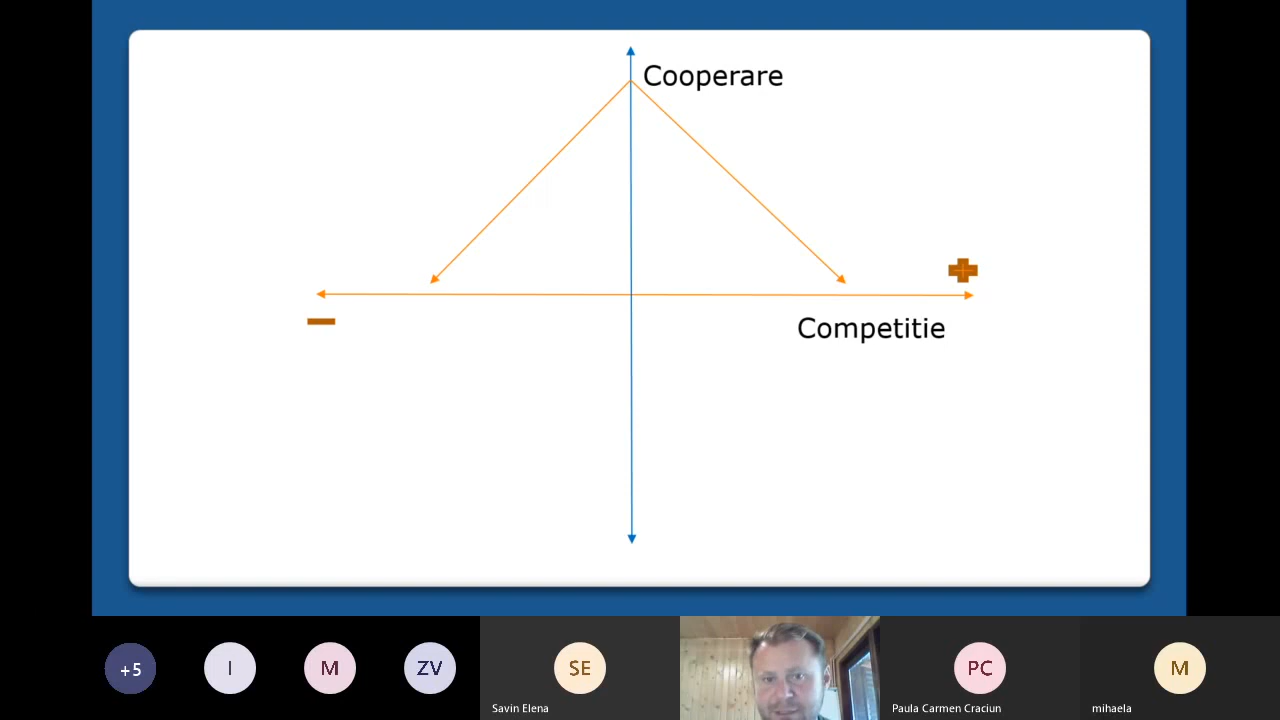 Cooperare
Competitie
+5
I
M
ZV
SE
PC
M
Savin Elena
Paula Carmen Craciun
mihaela